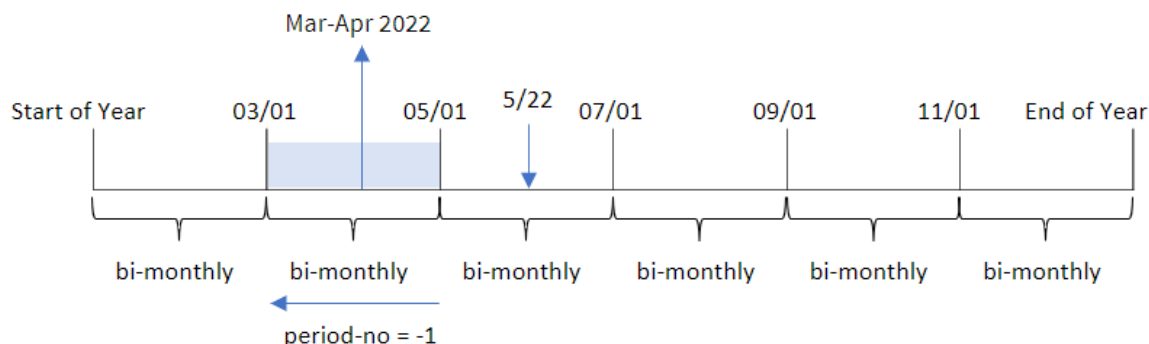 Mar-Apr 2022
Start of Year
03/01
05/01
5/22
07/01
09/01
11/01
End of Year
bi-monthly
bi-monthly
bi-monthly
bi-monthly
bi-monthly
bi-monthly
period-no = -1